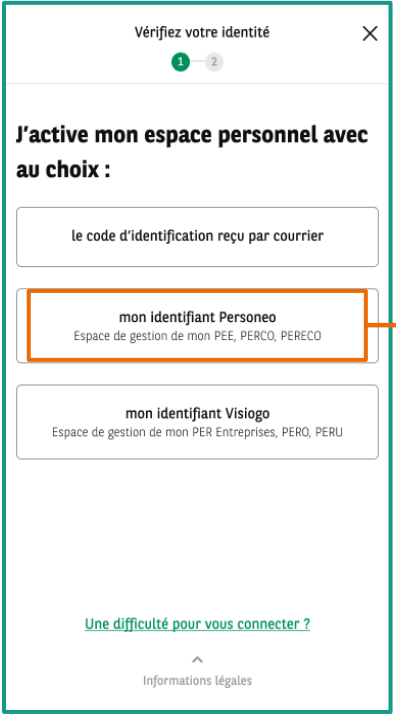 Vérifiez votre identité
1 2
J'active mon espace personnel avec
au choix :
le code d'identification reçu par courrier
mon identifiant Personeo
Espace de gestion de mon PEE, PERCO, PERECO
mon identifiant Visiogo
Espace de gestion de mon PER Entreprises, PERO, PERU
Une difficulté pour vous connecter ?
Informations légales